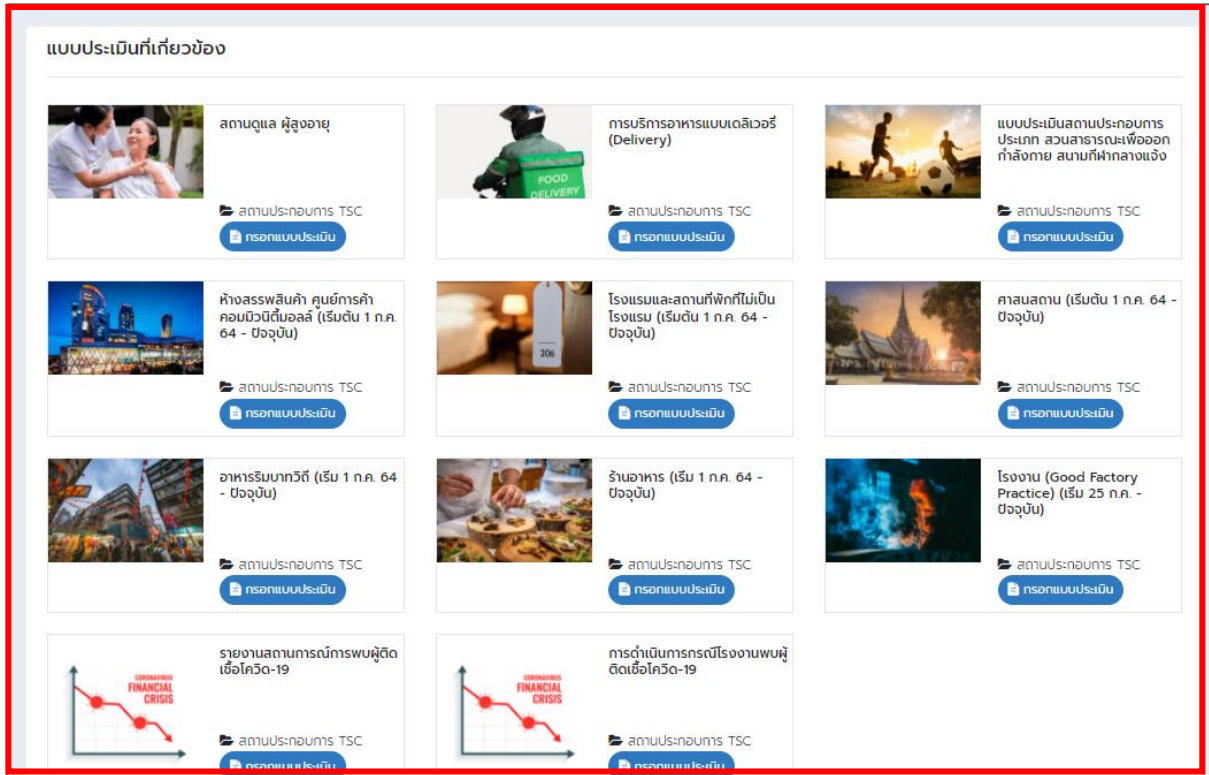 แบบประเมินที่เกี่ยวข้อง
สถานดูแล ผู้สูงอายุ
สถานประกอบการ TSC
กรอกแบบประเมิน
FOOD
DELIVERY
การบริการอาหารแบบเดลิเวอรี่
(Delivery)
สถานประกอบการ TSC
กรอกแบบประเมิน
แบบประเมินสถานประกอบการ
ประเภท สวนสาธารณะเพื่อออก
กำลังกาย สนามกีฬากลางแจ้ง
สถานประกอบการ TSC
กรอกแบบประเมิน
ห้างสรรพสินค้า ศูนย์การค้า
คอมมิวนิตี้มอลล์ (เริ่มต้น 1 ก.ค.
64 - ปัจจุบัน)
สถานประกอบการ TSC
กรอกแบบประเมิน
206
โรงแรมและสถานที่พักที่ไม่เป็น
โรงแรม (เริ่มต้น 1 ก.ค. 64 -
ปัจจุบัน)
สถานประกอบการ TSC
กรอกแบบประเมิน
ศาสนสถาน (เริ่มต้น 1 ก.ค. 64 -
ปัจจุบัน)
สถานประกอบการ TSC
กรอกแบบประเมิน
อาหารริมบาทวิถี (เริ่ม 1 ก.ค. 64
- ปัจจุบัน)
สถานประกอบการ TSC
กรอกแบบประเมิน
ร้านอาหาร (เริ่ม 1 ก.ค. 64 -
ปัจจุบัน)
สถานประกอบการ TSC
กรอกแบบประเมิน
โรงงาน (Good Factory
Practice) (เริ่ม 25 ก.ค. -
ปัจจุบัน)
สถานประกอบการ TSC
กรอกแบบประเมิน
CORONAVIRUS
FINANCIAL
CRISIS
รายงานสถานการณ์การพบผู้ติด
เชื้อโควิด-19
สถานประกอบการ TSC
กรอกแบบประเมิน
CORONAVIRUS
FINANCIAL
CRISIS
การดำเนินการกรณีโรงงานพบผู้
ติดเชื้อโควิด-19
สถานประกอบการ TSC
กรอกแบบประเมิน